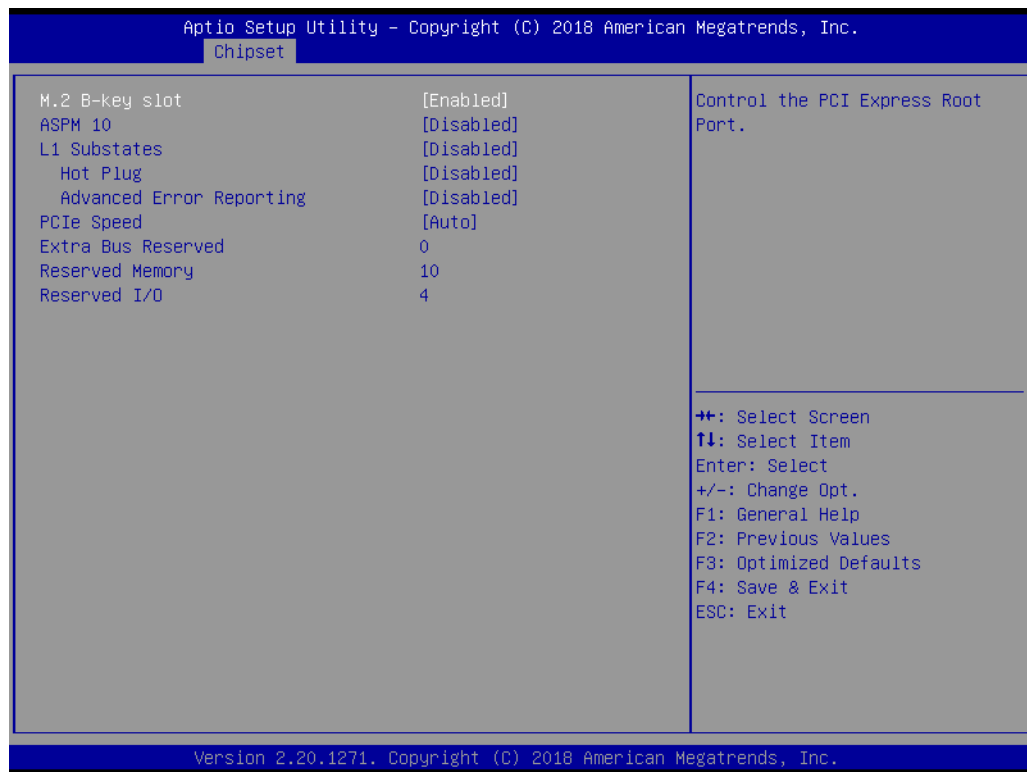 Aptio Setup Utility – Copyright (C) 2018 American Megatrends, Inc.
Chipset
M.2 B-key slot [Enabled]
ASPM 10 [Disabled]
L1 Substates [Disabled]
Hot Plug [Disabled]
Advanced Error Reporting [Disabled]
PCIe Speed [Auto]
Extra Bus Reserved 0
Reserved Memory 10
Reserved I/O 4
Control the PCI Express Root
Port.
→←: Select Screen
↑↓: Select Item
Enter: Select
+/-: Change Opt.
F1: General Help
F2: Previous Values
F3: Optimized Defaults
F4: Save & Exit
ESC: Exit
Version 2.20.1271. Copyright (C) 2018 American Megatrends, Inc.